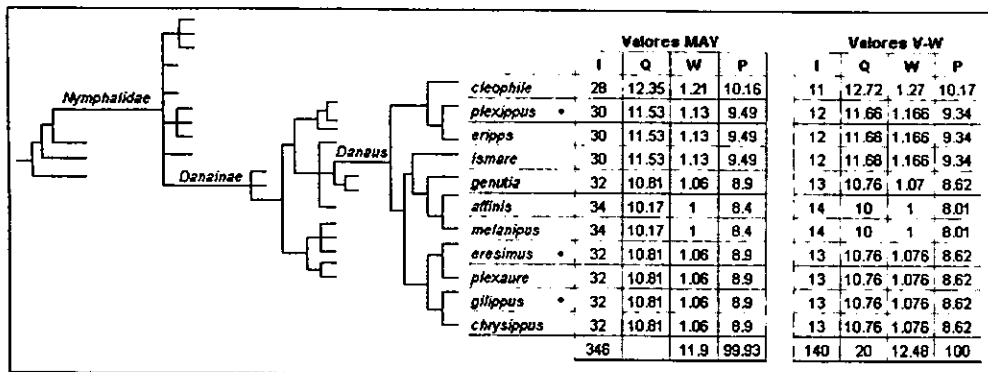 Valores MAY Valores V-W
I Q W P I Q W P
Nymphalidae
Danainae
Danaus
cleophile 28 12.35 1.21 10.16 11 12.72 1.27 10.17
plexippus • 30 11.53 1.13 9.49 12 11.66 1.166 9.34
eripps 30 11.53 1.13 9.49 12 11.66 1.166 9.34
ismare 30 11.53 1.13 9.49 12 11.66 1.166 9.34
genutia 32 10.81 1.06 8.9 13 10.76 1.07 8.62
affinis 34 10.17 1 8.4 14 10 1 8.01
melanipus 34 10.17 1 8.4 14 10 1 8.01
eresimus • 32 10.81 1.06 8.9 13 10.76 1.076 8.62
plexaure 32 10.81 1.06 8.9 13 10.76 1.076 8.62
gilippus • 32 10.81 1.06 8.9 13 10.76 1.076 8.62
chrysippus 32 10.81 1.06 8.9 13 10.76 1.076 8.62
346 11.9 99.93 140 20 12.48 100